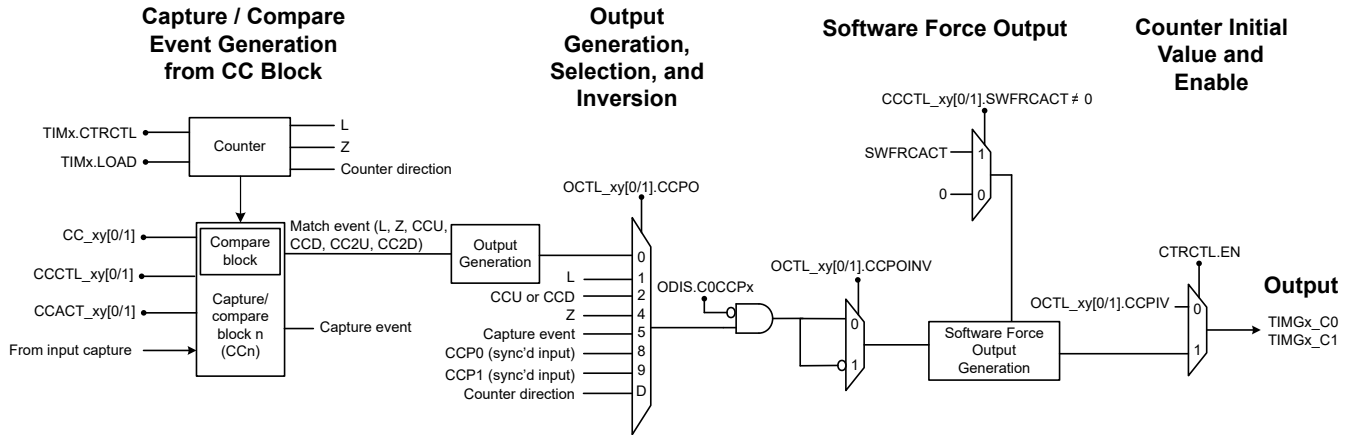 Capture / Compare
Event Generation
from CC Block
Output
Generation,
Selection, and
Inversion
Software Force Output
Counter Initial
Value and
Enable
TIMx.CTRCTL
TIMx.LOAD
Counter
L
Z
Counter direction
CC_xy[0/1]
CCCTL_xy[0/1]
CCACT_xy[0/1]
From input capture
Compare
block
Capture/
compare
block n
(CCn)
Match event (L, Z, CCU,
CCD, CC2U, CC2D)
Capture event
Output
Generation
OCTL_xy[0/1].CCPO
0
L 1
CCU or CCD 2
Z 4
Capture event 5
CCP0 (sync'd input) 8
CCP1 (sync'd input) 9
Counter direction D
ODIS.C0CCPx
OCTL_xy[0/1].CCPOINV
0
1
CCCTL_xy[0/1].SWFRCACT ≠ 0
SWFRCACT 1
0 0
Software Force
Output
Generation
CTRCTL.EN
OCTL_xy[0/1].CCPIV 0
1
Output
TIMGx_C0
TIMGx_C1